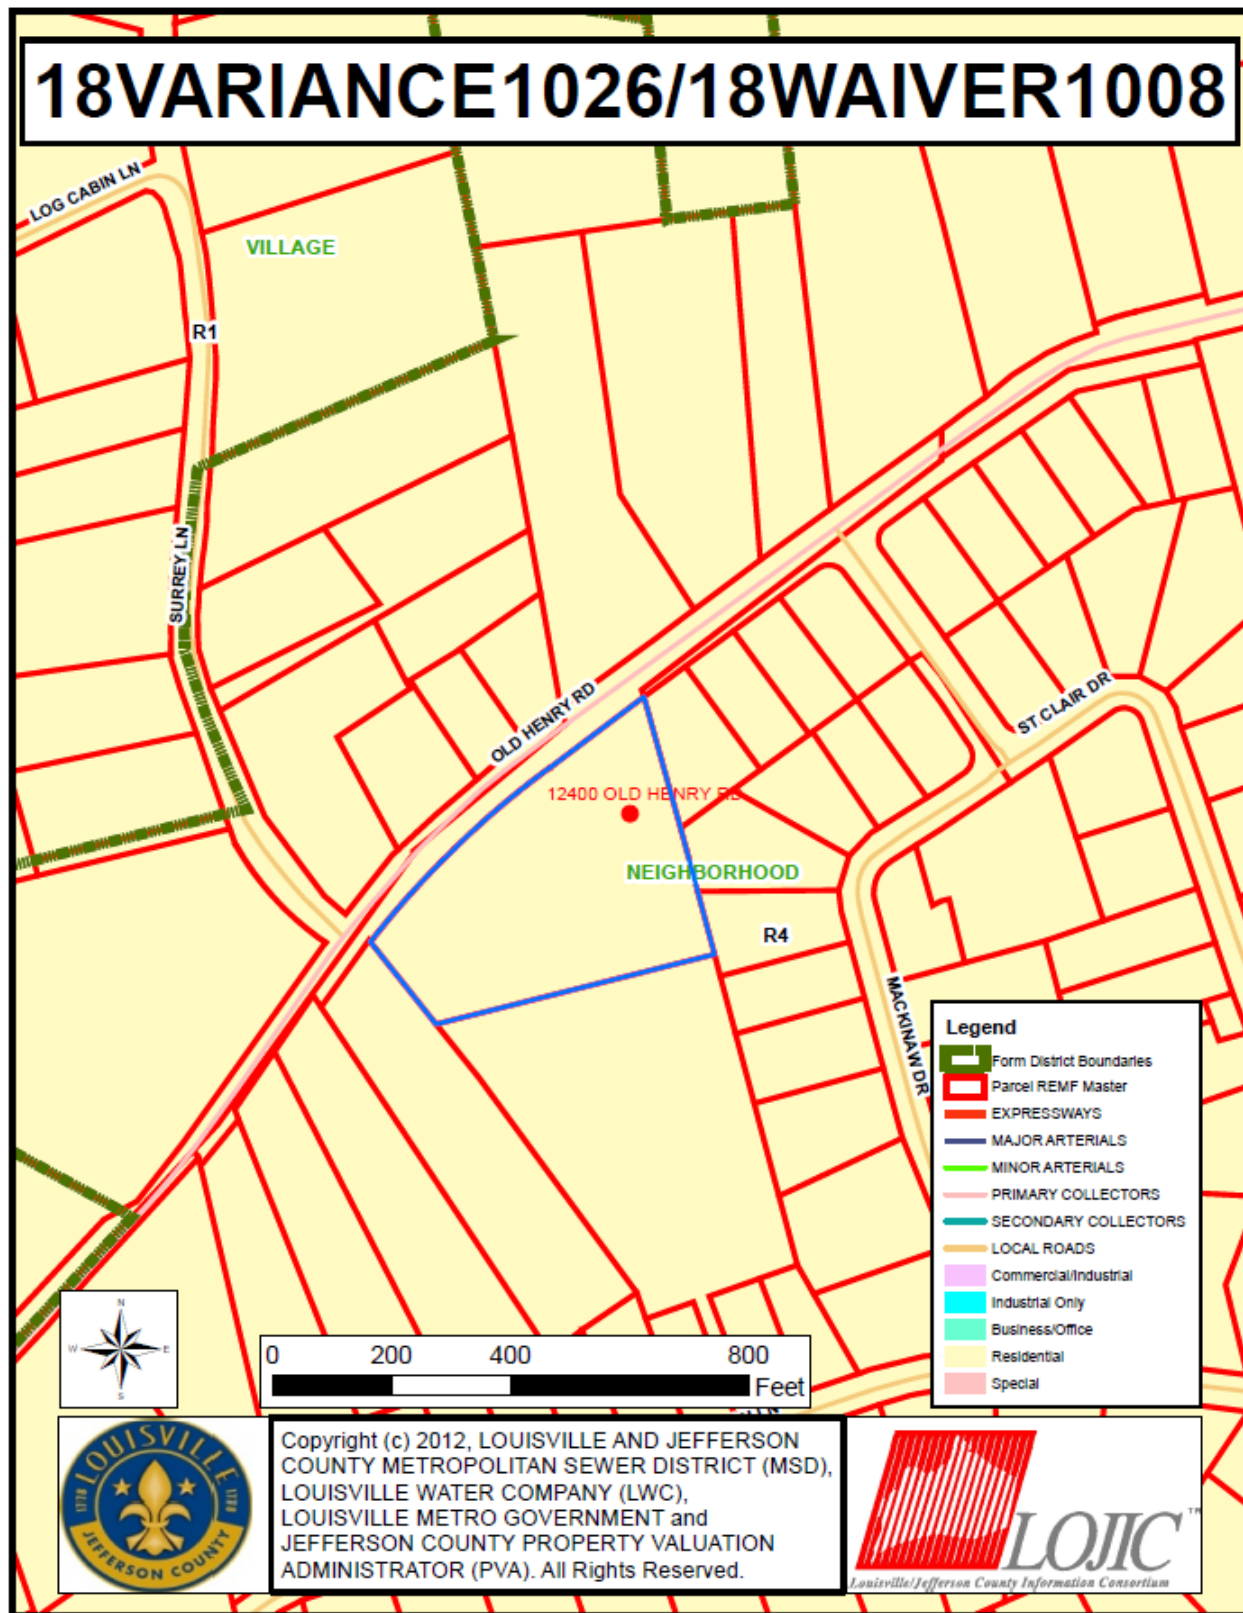 18VARIANCE1026/18WAIVER1008
LOG CABIN LN
VILLAGE
R1
SURREY LN
OLD HENRY RD
ST CLAIR DR
12400 OLD HENRY RD
NEIGHBORHOOD
R4
MACKINAW DR
Legend
Form District Boundaries
Parcel REMF Master
EXPRESSWAYS
MAJOR ARTERIALS
MINOR ARTERIALS
PRIMARY COLLECTORS
SECONDARY COLLECTORS
LOCAL ROADS
Commercial/Industrial
Industrial Only
Business/Office
Residential
Special
N
W E
S
0 200 400 800
Feet
LOUISVILLE
1778 1780
JEFFERSON COUNTY
Copyright (c) 2012, LOUISVILLE AND JEFFERSON
COUNTY METROPOLITAN SEWER DISTRICT (MSD),
LOUISVILLE WATER COMPANY (LWC),
LOUISVILLE METRO GOVERNMENT and
JEFFERSON COUNTY PROPERTY VALUATION
ADMINISTRATOR (PVA). All Rights Reserved.
LOJIC TM
Louisville/Jefferson County Information Consortium